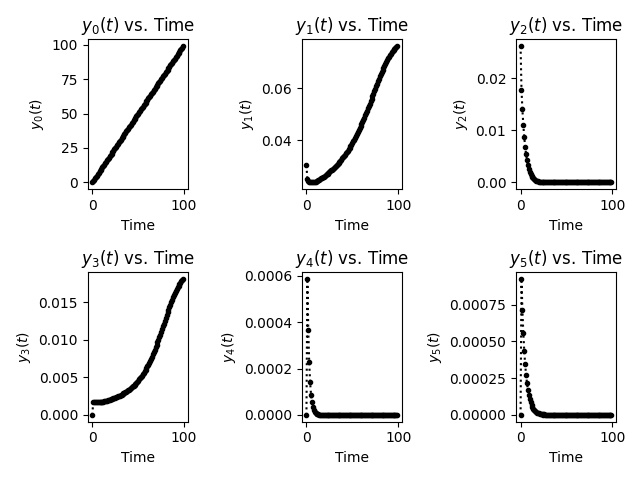 y₀(t) vs. Time
y₁(t) vs. Time
y₂(t) vs. Time
100
75
50
25
0
y₀(t)
0
100
Time
0.06
0.04
y₁(t)
0
100
Time
0.02
0.01
0.00
y₂(t)
0
100
Time
y₃(t) vs. Time
y₄(t) vs. Time
y₅(t) vs. Time
0.015
0.010
0.005
0.000
y₃(t)
0
100
Time
0.0006
0.0004
0.0002
0.0000
y₄(t)
0
100
Time
0.00075
0.00050
0.00025
0.00000
y₅(t)
0
100
Time